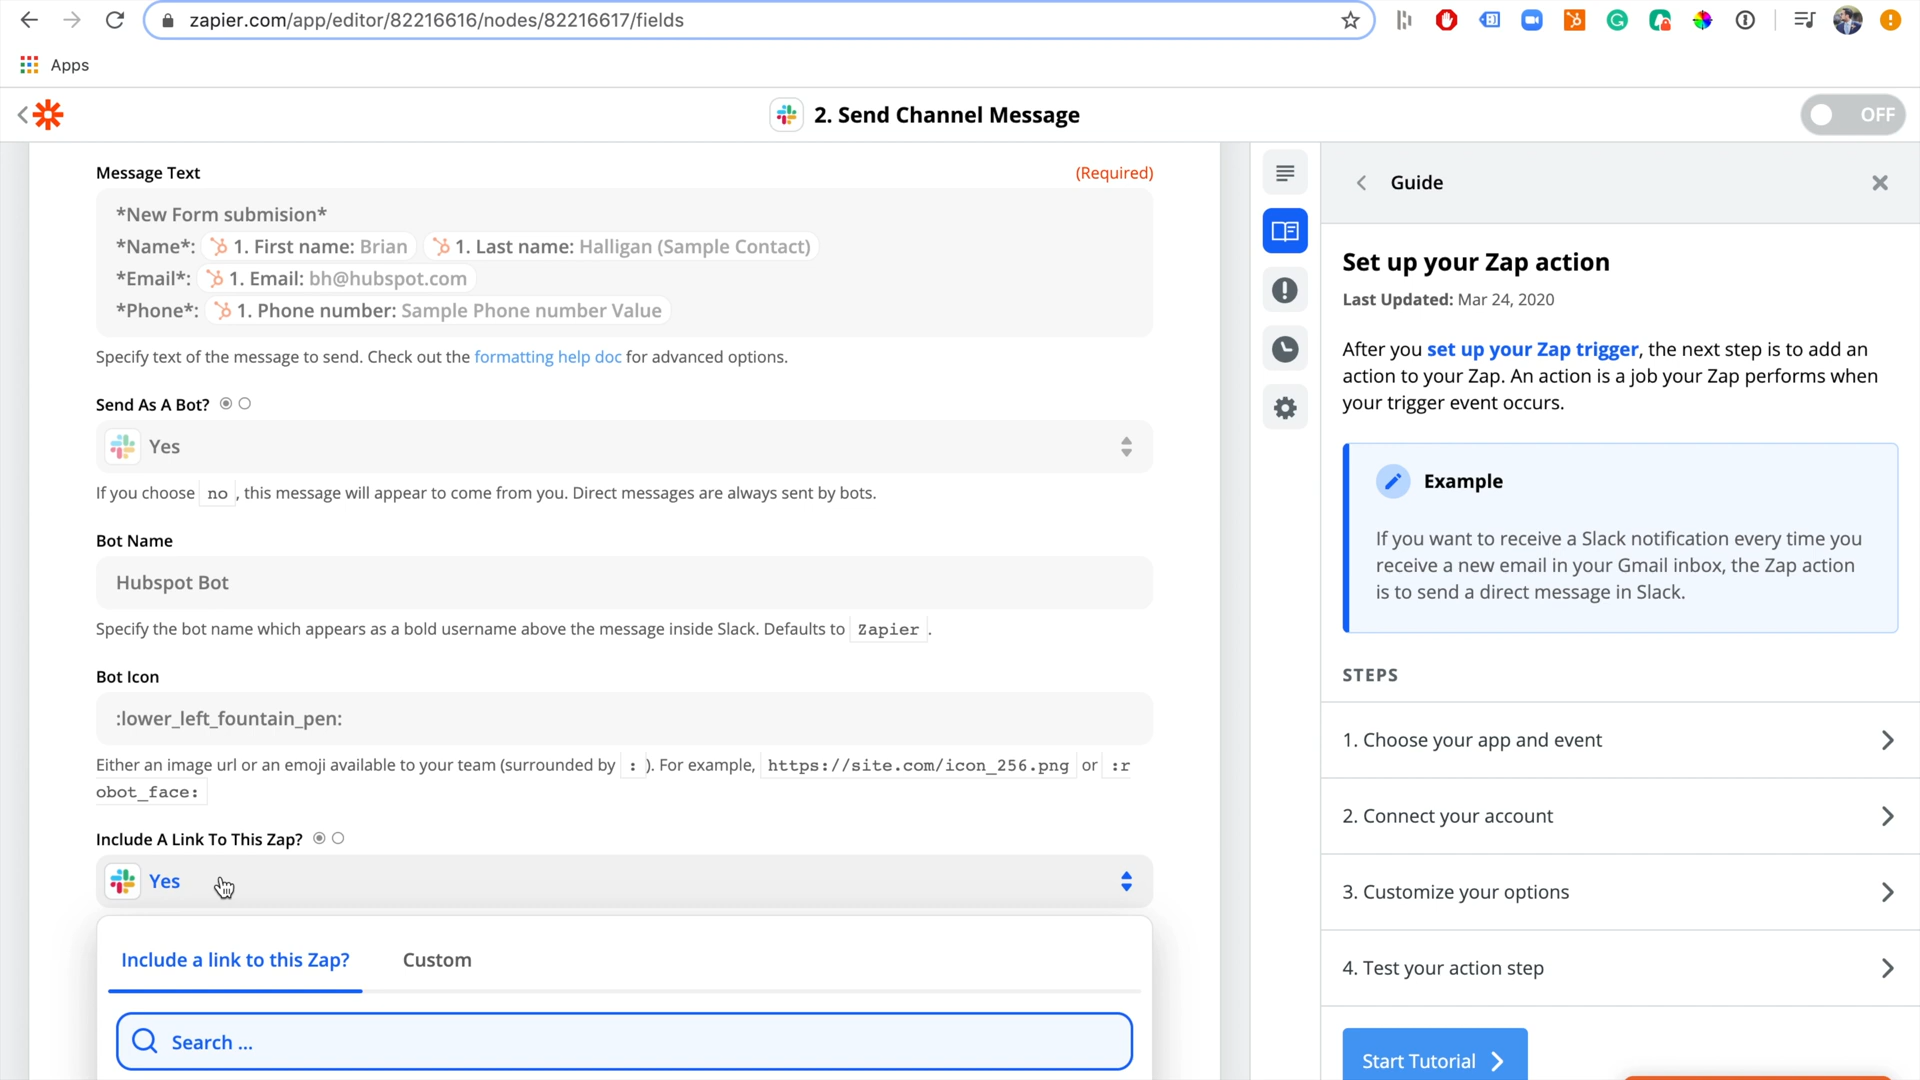 zapier.com/app/editor/82216616/nodes/82216617/fields
Apps
2. Send Channel Message
OFF
Message Text
(Required)
*New Form submision*
*Name*: 1. First name: Brian 1. Last name: Halligan (Sample Contact)
*Email*: 1. Email: bh@hubspot.com
*Phone*: 1. Phone number: Sample Phone number Value
Specify text of the message to send. Check out the formatting help doc for advanced options.
Send As A Bot?
Yes
If you choose no , this message will appear to come from you. Direct messages are always sent by bots.
Bot Name
Hubspot Bot
Specify the bot name which appears as a bold username above the message inside Slack. Defaults to Zapier .
Bot Icon
:lower_left_fountain_pen:
Either an image url or an emoji available to your team (surrounded by : ). For example, https://site.com/icon_256.png or :r
obot_face:
Include A Link To This Zap?
Yes
Include a link to this Zap?
Custom
Search ...
Guide
Set up your Zap action
Last Updated: Mar 24, 2020
After you set up your Zap trigger, the next step is to add an
action to your Zap. An action is a job your Zap performs when
your trigger event occurs.
Example
If you want to receive a Slack notification every time you
receive a new email in your Gmail inbox, the Zap action
is to send a direct message in Slack.
STEPS
1. Choose your app and event
2. Connect your account
3. Customize your options
4. Test your action step
Start Tutorial